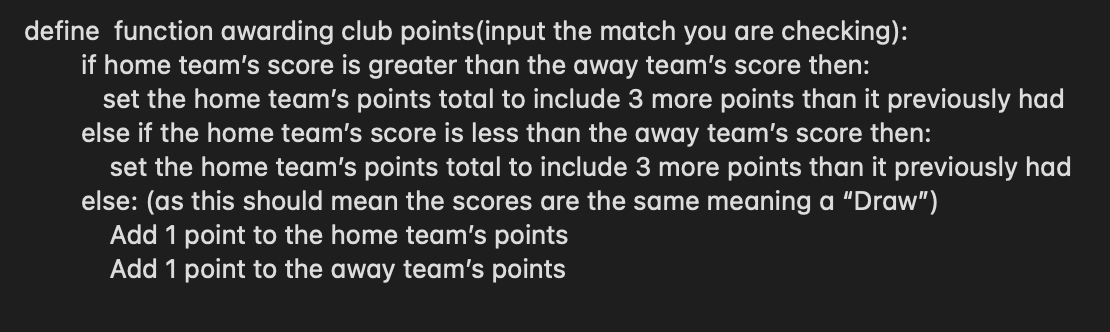 define  function awarding club points(input the match you are checking):
if home team’s score is greater than the away team’s score then:
set the home team’s points total to include 3 more points than it previously had
else if the home team’s score is less than the away team’s score then:
set the home team’s points total to include 3 more points than it previously had
else: (as this should mean the scores are the same meaning a “Draw”)
Add 1 point to the home team’s points
Add 1 point to the away team’s points